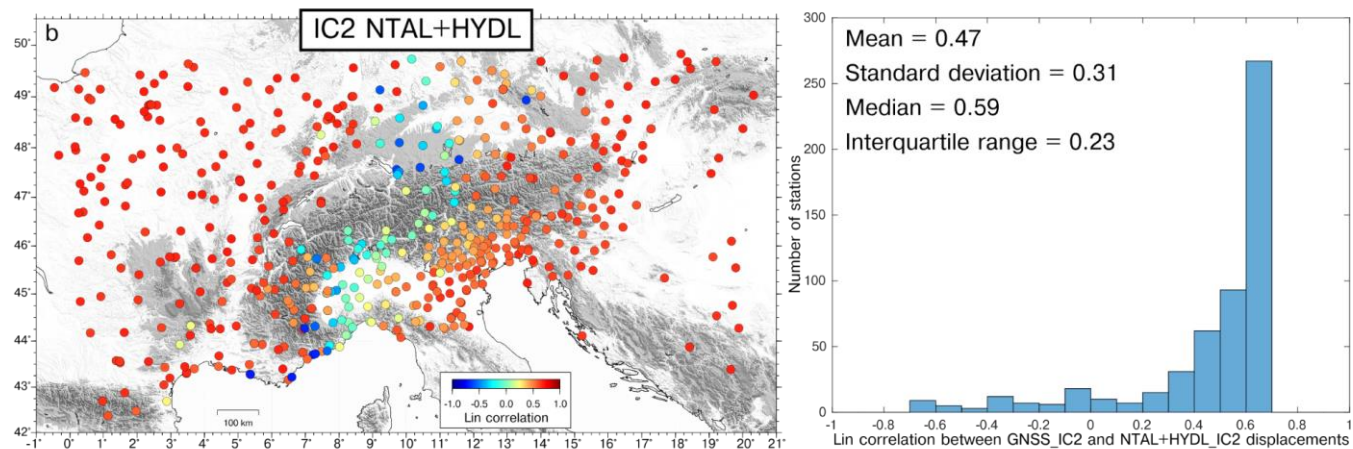 b
IC2 NTAL+HYDL
50˚
49˚
48˚
47˚
46˚
45˚
44˚
43˚
42˚
-1˚ 0˚ 1˚ 2˚ 3˚ 4˚ 5˚ 6˚ 7˚ 8˚ 9˚ 10˚ 11˚ 12˚ 13˚ 14˚ 15˚ 16˚ 17˚ 18˚ 19˚ 20˚ 21˚
100 km
-1.0 -0.5 0.0 0.5 1.0
Lin correlation
Mean = 0.47
Standard deviation = 0.31
Median = 0.59
Interquartile range = 0.23
Number of stations
300
250
200
150
100
50
0
-1 -0.8 -0.6 -0.4 -0.2 0 0.2 0.4 0.6 0.8 1
Lin correlation between GNSS_IC2 and NTAL+HYDL_IC2 displacements